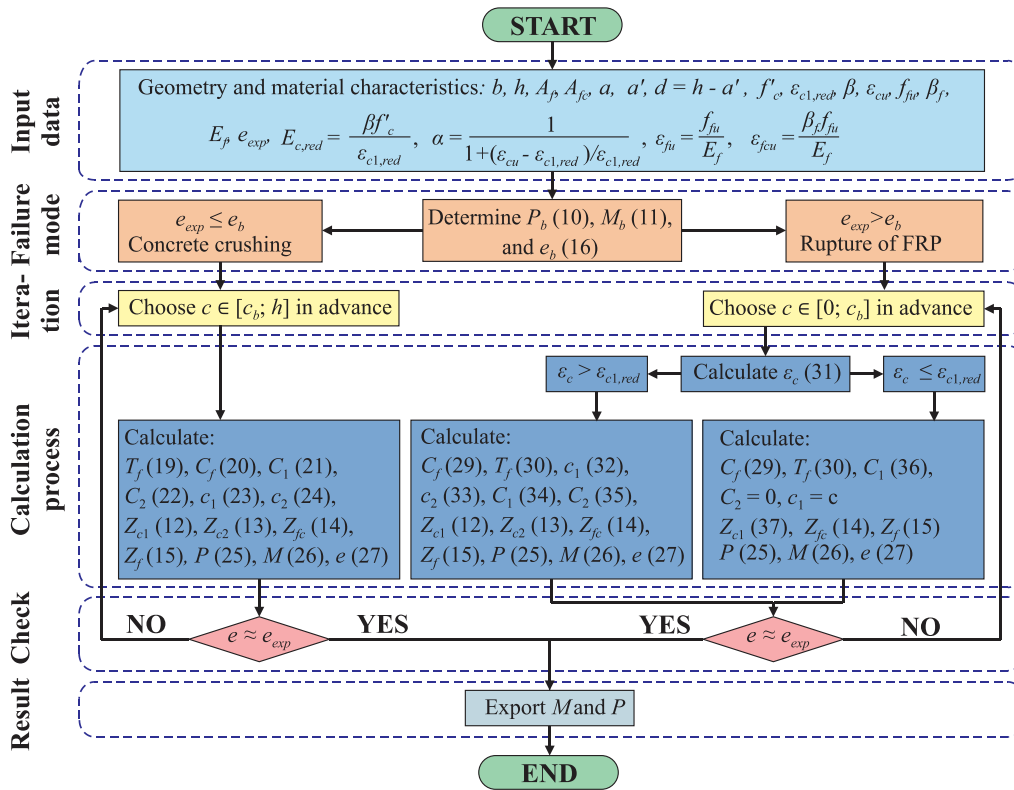 START
Input
data
Geometry and material characteristics: b, h, A_f, A_fc, a, a′, d = h - a′, f′_c, ε_c1,red, β, ε_cu, f_fu, β_f,
E_f, e_exp, E_c,red = βf′_c / ε_c1,red, α = 1 / 1+(ε_cu - ε_c1,red)/ε_c1,red, ε_fu = f_fu / E_f, ε_fcu = β_f f_fu / E_f
Failure
mode
e_exp ≤ e_b
Concrete crushing
Determine P_b (10), M_b (11),
and e_b (16)
e_exp>e_b
Rupture of FRP
Itera-
tion
Choose c ∈ [c_b; h] in advance
Choose c ∈ [0; c_b] in advance
Calculation
process
ε_c > ε_c1,red
Calculate ε_c (31)
ε_c ≤ ε_c1,red
Calculate:
T_f (19), C_f (20), C_1 (21),
C_2 (22), c_1 (23), c_2 (24),
Z_c1 (12), Z_c2 (13), Z_fc (14),
Z_f (15), P (25), M (26), e (27)
Calculate:
C_f (29), T_f (30), c_1 (32),
c_2 (33), C_1 (34), C_2 (35),
Z_c1 (12), Z_c2 (13), Z_fc (14),
Z_f (15), P (25), M (26), e (27)
Calculate:
C_f (29), T_f (30), C_1 (36),
C_2 = 0, c_1 = c
Z_c1 (37), Z_fc (14), Z_f (15)
P (25), M (26), e (27)
Check
NO
e ≈ e_exp
YES
YES
e ≈ e_exp
NO
Result
Export M and P
END